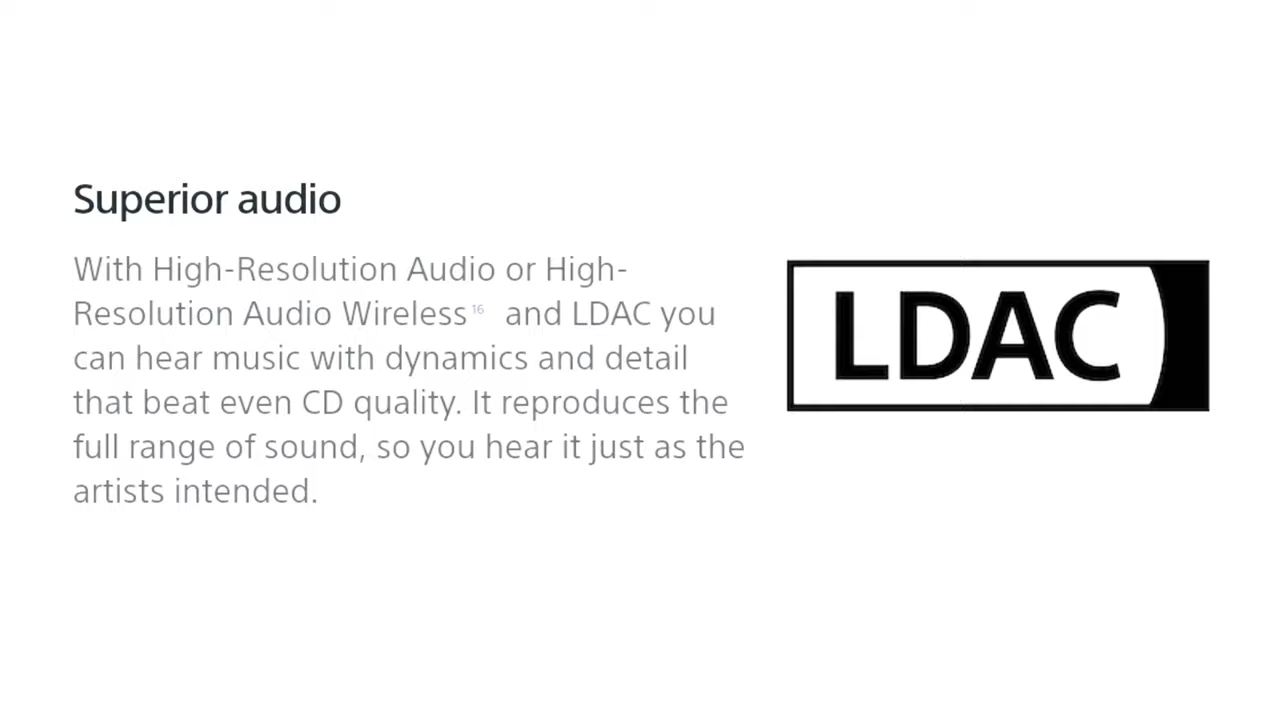 Superior audio
With High-Resolution Audio or High-
Resolution Audio Wireless16 and LDAC you
can hear music with dynamics and detail
that beat even CD quality. It reproduces the
full range of sound, so you hear it just as the
artists intended.
LDAC